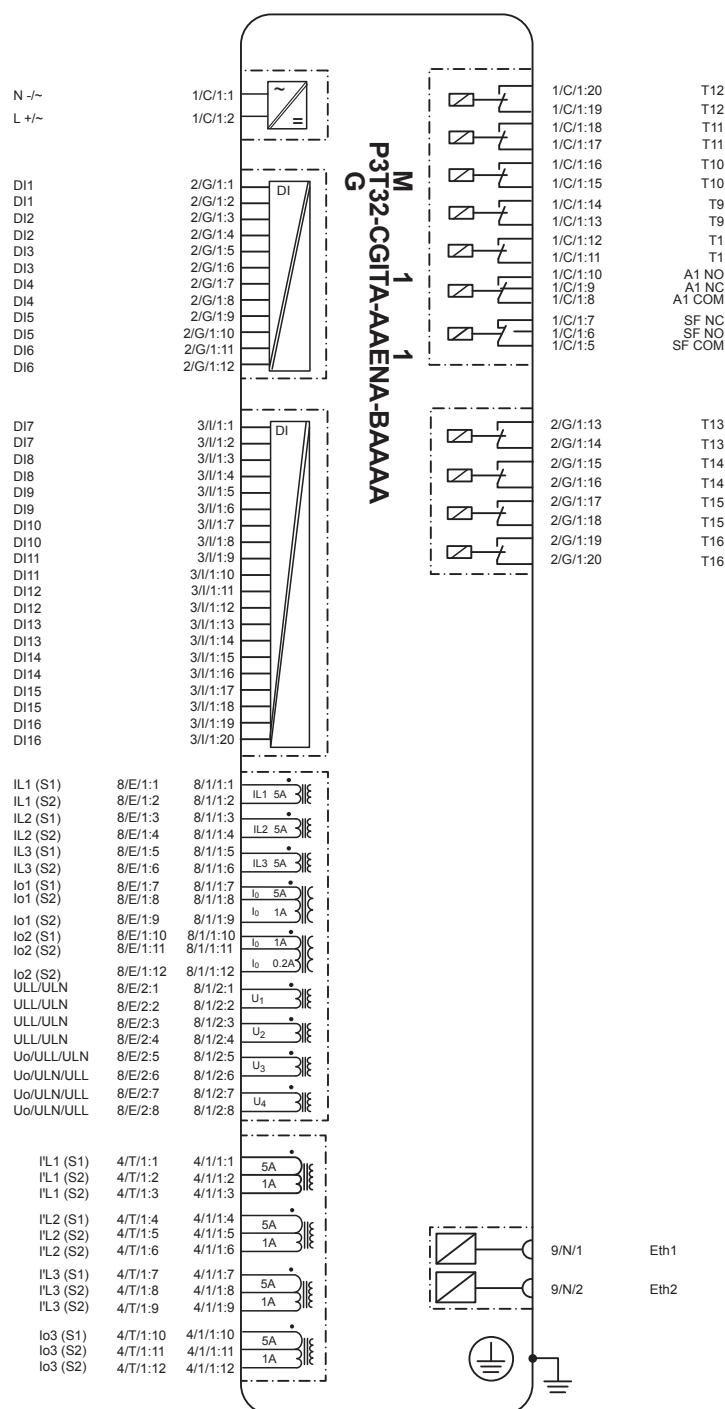 N -/~ 1/C/1:1
L +/~ 1/C/1:2
~
=
DI1 2/G/1:1 DI
DI1 2/G/1:2
DI2 2/G/1:3
DI2 2/G/1:4
DI3 2/G/1:5
DI3 2/G/1:6
DI4 2/G/1:7
DI4 2/G/1:8
DI5 2/G/1:9
DI5 2/G/1:10
DI6 2/G/1:11
DI6 2/G/1:12
DI7 3/I/1:1 DI
DI7 3/I/1:2
DI8 3/I/1:3
DI8 3/I/1:4
DI9 3/I/1:5
DI9 3/I/1:6
DI10 3/I/1:7
DI10 3/I/1:8
DI11 3/I/1:9
DI11 3/I/1:10
DI12 3/I/1:11
DI12 3/I/1:12
DI13 3/I/1:13
DI13 3/I/1:14
DI14 3/I/1:15
DI14 3/I/1:16
DI15 3/I/1:17
DI15 3/I/1:18
DI16 3/I/1:19
DI16 3/I/1:20
IL1 (S1) 8/E/1:1 8/1/1:1
IL1 5A
IL1 (S2) 8/E/1:2 8/1/1:2
IL2 (S1) 8/E/1:3 8/1/1:3
IL2 5A
IL2 (S2) 8/E/1:4 8/1/1:4
IL3 (S1) 8/E/1:5 8/1/1:5
IL3 5A
IL3 (S2) 8/E/1:6 8/1/1:6
Io1 (S1) 8/E/1:7 8/1/1:7
I0 5A
Io1 (S2) 8/E/1:8 8/1/1:8
I0 1A
Io1 (S2) 8/E/1:9 8/1/1:9
Io2 (S1) 8/E/1:10 8/1/1:10
I0 1A
Io2 (S2) 8/E/1:11 8/1/1:11
I0 0.2A
Io2 (S2) 8/E/1:12 8/1/1:12
ULL/ULN 8/E/2:1 8/1/2:1
U1
ULL/ULN 8/E/2:2 8/1/2:2
ULL/ULN 8/E/2:3 8/1/2:3
U2
ULL/ULN 8/E/2:4 8/1/2:4
Uo/ULL/ULN 8/E/2:5 8/1/2:5
U3
Uo/ULN/ULL 8/E/2:6 8/1/2:6
Uo/ULN/ULL 8/E/2:7 8/1/2:7
U4
Uo/ULN/ULL 8/E/2:8 8/1/2:8
I'L1 (S1) 4/T/1:1 4/1/1:1
5A
I'L1 (S2) 4/T/1:2 4/1/1:2
1A
I'L1 (S2) 4/T/1:3 4/1/1:3
I'L2 (S1) 4/T/1:4 4/1/1:4
5A
I'L2 (S2) 4/T/1:5 4/1/1:5
1A
I'L2 (S2) 4/T/1:6 4/1/1:6
I'L3 (S1) 4/T/1:7 4/1/1:7
5A
I'L3 (S2) 4/T/1:8 4/1/1:8
1A
I'L3 (S2) 4/T/1:9 4/1/1:9
Io3 (S1) 4/T/1:10 4/1/1:10
5A
Io3 (S2) 4/T/1:11 4/1/1:11
1A
Io3 (S2) 4/T/1:12 4/1/1:12
M 1 1
P3T32-CGITA-AAENA-BAAAA
G
1/C/1:20 T12
1/C/1:19 T12
1/C/1:18 T11
1/C/1:17 T11
1/C/1:16 T10
1/C/1:15 T10
1/C/1:14 T9
1/C/1:13 T9
1/C/1:12 T1
1/C/1:11 T1
1/C/1:10 A1 NO
1/C/1:9 A1 NC
1/C/1:8 A1 COM
1/C/1:7 SF NC
1/C/1:6 SF NO
1/C/1:5 SF COM
2/G/1:13 T13
2/G/1:14 T13
2/G/1:15 T14
2/G/1:16 T14
2/G/1:17 T15
2/G/1:18 T15
2/G/1:19 T16
2/G/1:20 T16
9/N/1 Eth1
9/N/2 Eth2